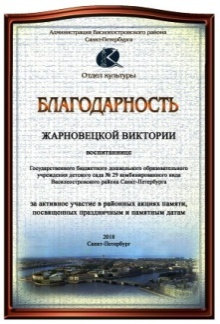 Администрация Василеостровского района
Санкт-Петербурга
Отдел культуры
БЛАГОДАРНОСТЬ
ЖАРНОВЕЦКОЙ ВИКТОРИИ
воспитаннице
Государственного бюджетного дошкольного образовательного
учреждения детского сада № 29 комбинированного вида
Василеостровского района Санкт-Петербурга
за активное участие в районных акциях памяти,
посвященных праздничным и памятным датам
2018
Санкт-Петербург